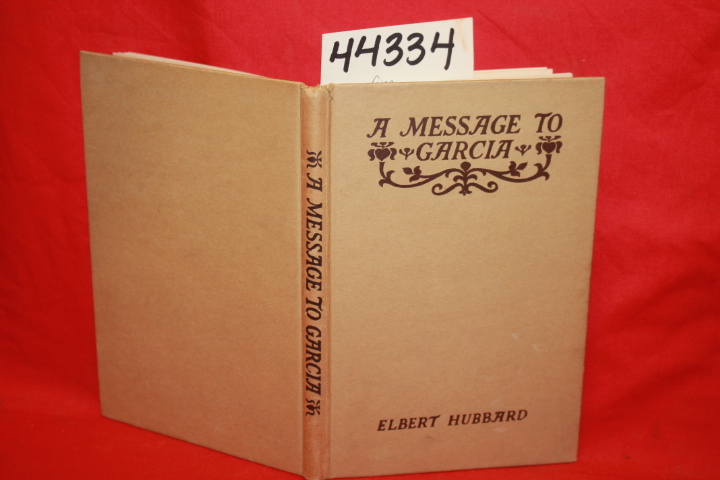 44334
A MESSAGE TO
GARCIA
ELBERT HUBBARD
A MESSAGE TO GARCIA